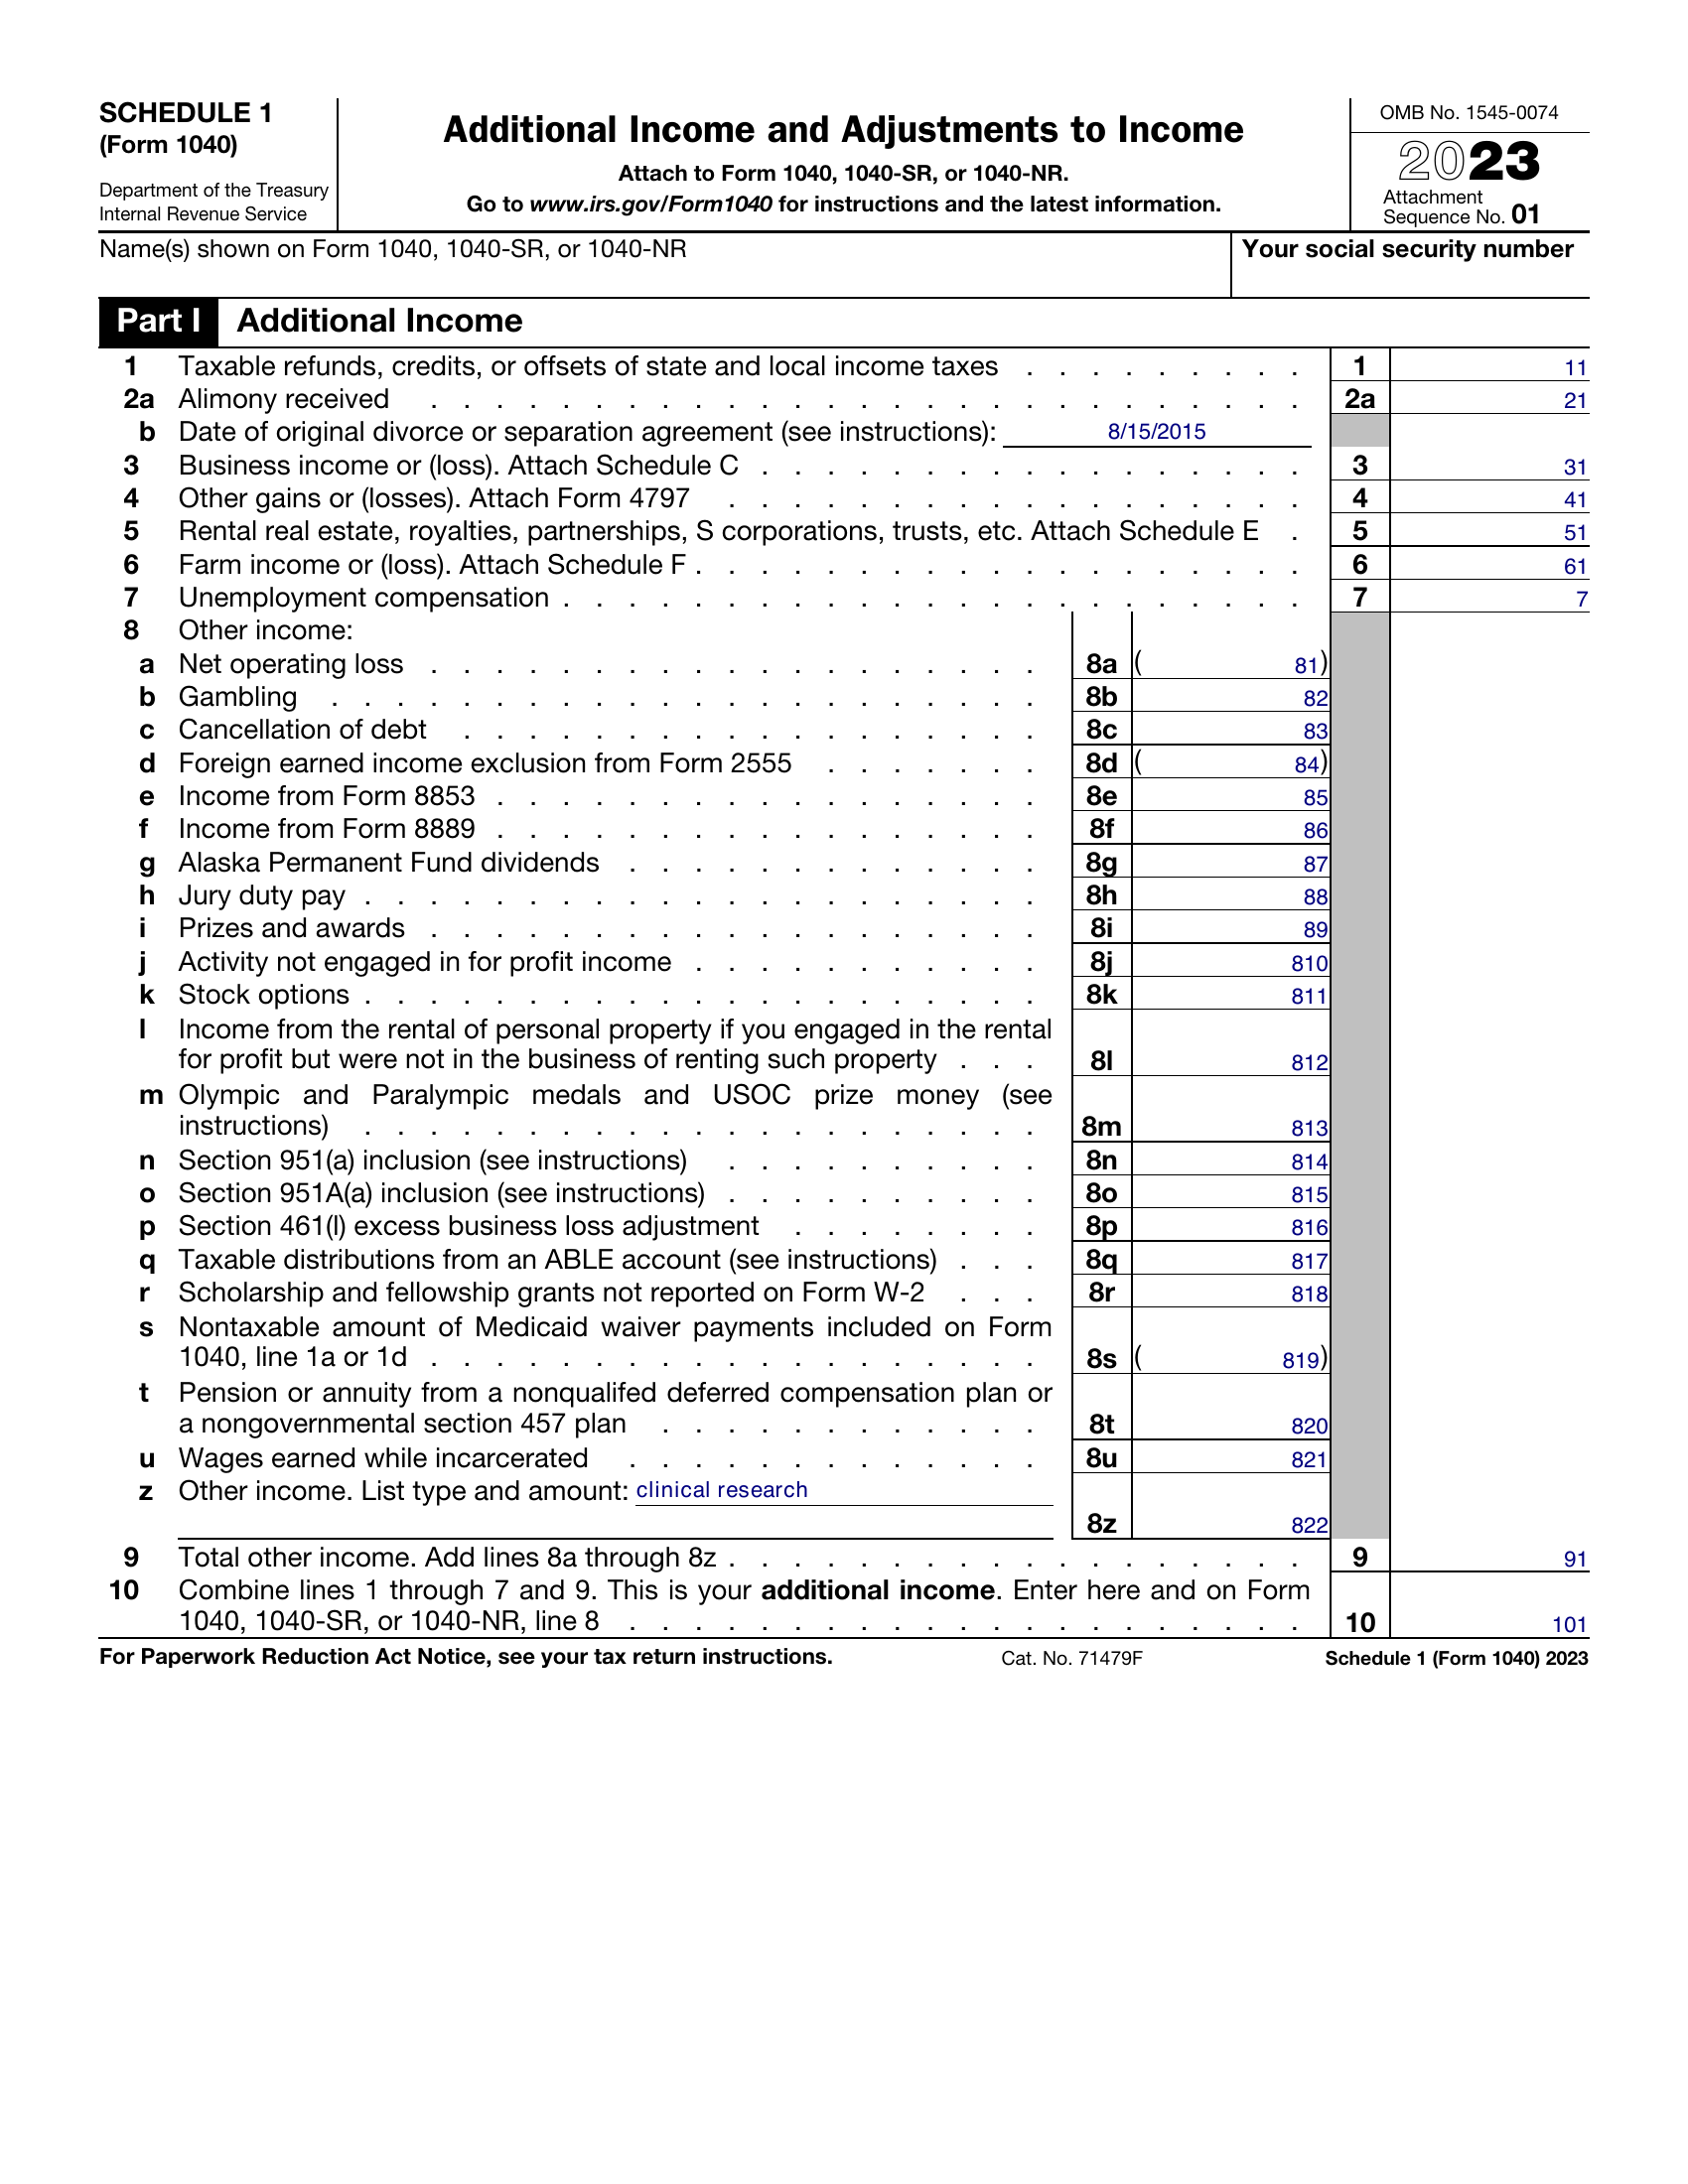 SCHEDULE 1
(Form 1040)
Department of the Treasury
Internal Revenue Service
Additional Income and Adjustments to Income
Attach to Form 1040, 1040-SR, or 1040-NR.
Go to www.irs.gov/Form1040 for instructions and the latest information.
OMB No. 1545-0074
2023
Attachment
Sequence No. 01
Name(s) shown on Form 1040, 1040-SR, or 1040-NR
Your social security number
Part I Additional Income
1 Taxable refunds, credits, or offsets of state and local income taxes . . . . . . . . . 1 11
2a Alimony received . . . . . . . . . . . . . . . . . . . . . . . . . . . 2a 21
b Date of original divorce or separation agreement (see instructions): 8/15/2015
3 Business income or (loss). Attach Schedule C . . . . . . . . . . . . . . . . . 3 31
4 Other gains or (losses). Attach Form 4797 . . . . . . . . . . . . . . . . . . 4 41
5 Rental real estate, royalties, partnerships, S corporations, trusts, etc. Attach Schedule E . 5 51
6 Farm income or (loss). Attach Schedule F . . . . . . . . . . . . . . . . . . . 6 61
7 Unemployment compensation . . . . . . . . . . . . . . . . . . . . . . . 7 7
8 Other income:
a Net operating loss . . . . . . . . . . . . . . . . . . . 8a ( 81)
b Gambling . . . . . . . . . . . . . . . . . . . . . . 8b 82
c Cancellation of debt . . . . . . . . . . . . . . . . . . 8c 83
d Foreign earned income exclusion from Form 2555 . . . . . . . 8d ( 84)
e Income from Form 8853 . . . . . . . . . . . . . . . . . 8e 85
f Income from Form 8889 . . . . . . . . . . . . . . . . . 8f 86
g Alaska Permanent Fund dividends . . . . . . . . . . . . . 8g 87
h Jury duty pay . . . . . . . . . . . . . . . . . . . . . 8h 88
i Prizes and awards . . . . . . . . . . . . . . . . . . . 8i 89
j Activity not engaged in for profit income . . . . . . . . . . . 8j 810
k Stock options . . . . . . . . . . . . . . . . . . . . . 8k 811
l Income from the rental of personal property if you engaged in the rental
for profit but were not in the business of renting such property . . . 8l 812
m Olympic and Paralympic medals and USOC prize money (see
instructions) . . . . . . . . . . . . . . . . . . . . . 8m 813
n Section 951(a) inclusion (see instructions) . . . . . . . . . . 8n 814
o Section 951A(a) inclusion (see instructions) . . . . . . . . . . 8o 815
p Section 461(l) excess business loss adjustment . . . . . . . . 8p 816
q Taxable distributions from an ABLE account (see instructions) . . . 8q 817
r Scholarship and fellowship grants not reported on Form W-2 . . . 8r 818
s Nontaxable amount of Medicaid waiver payments included on Form
1040, line 1a or 1d . . . . . . . . . . . . . . . . . . . 8s ( 819)
t Pension or annuity from a nonqualifed deferred compensation plan or
a nongovernmental section 457 plan . . . . . . . . . . . . 8t 820
u Wages earned while incarcerated . . . . . . . . . . . . . 8u 821
z Other income. List type and amount: clinical research
8z 822
9 Total other income. Add lines 8a through 8z . . . . . . . . . . . . . . . . . . 9 91
10 Combine lines 1 through 7 and 9. This is your additional income. Enter here and on Form
1040, 1040-SR, or 1040-NR, line 8 . . . . . . . . . . . . . . . . . . . . . 10 101
For Paperwork Reduction Act Notice, see your tax return instructions. Cat. No. 71479F Schedule 1 (Form 1040) 2023